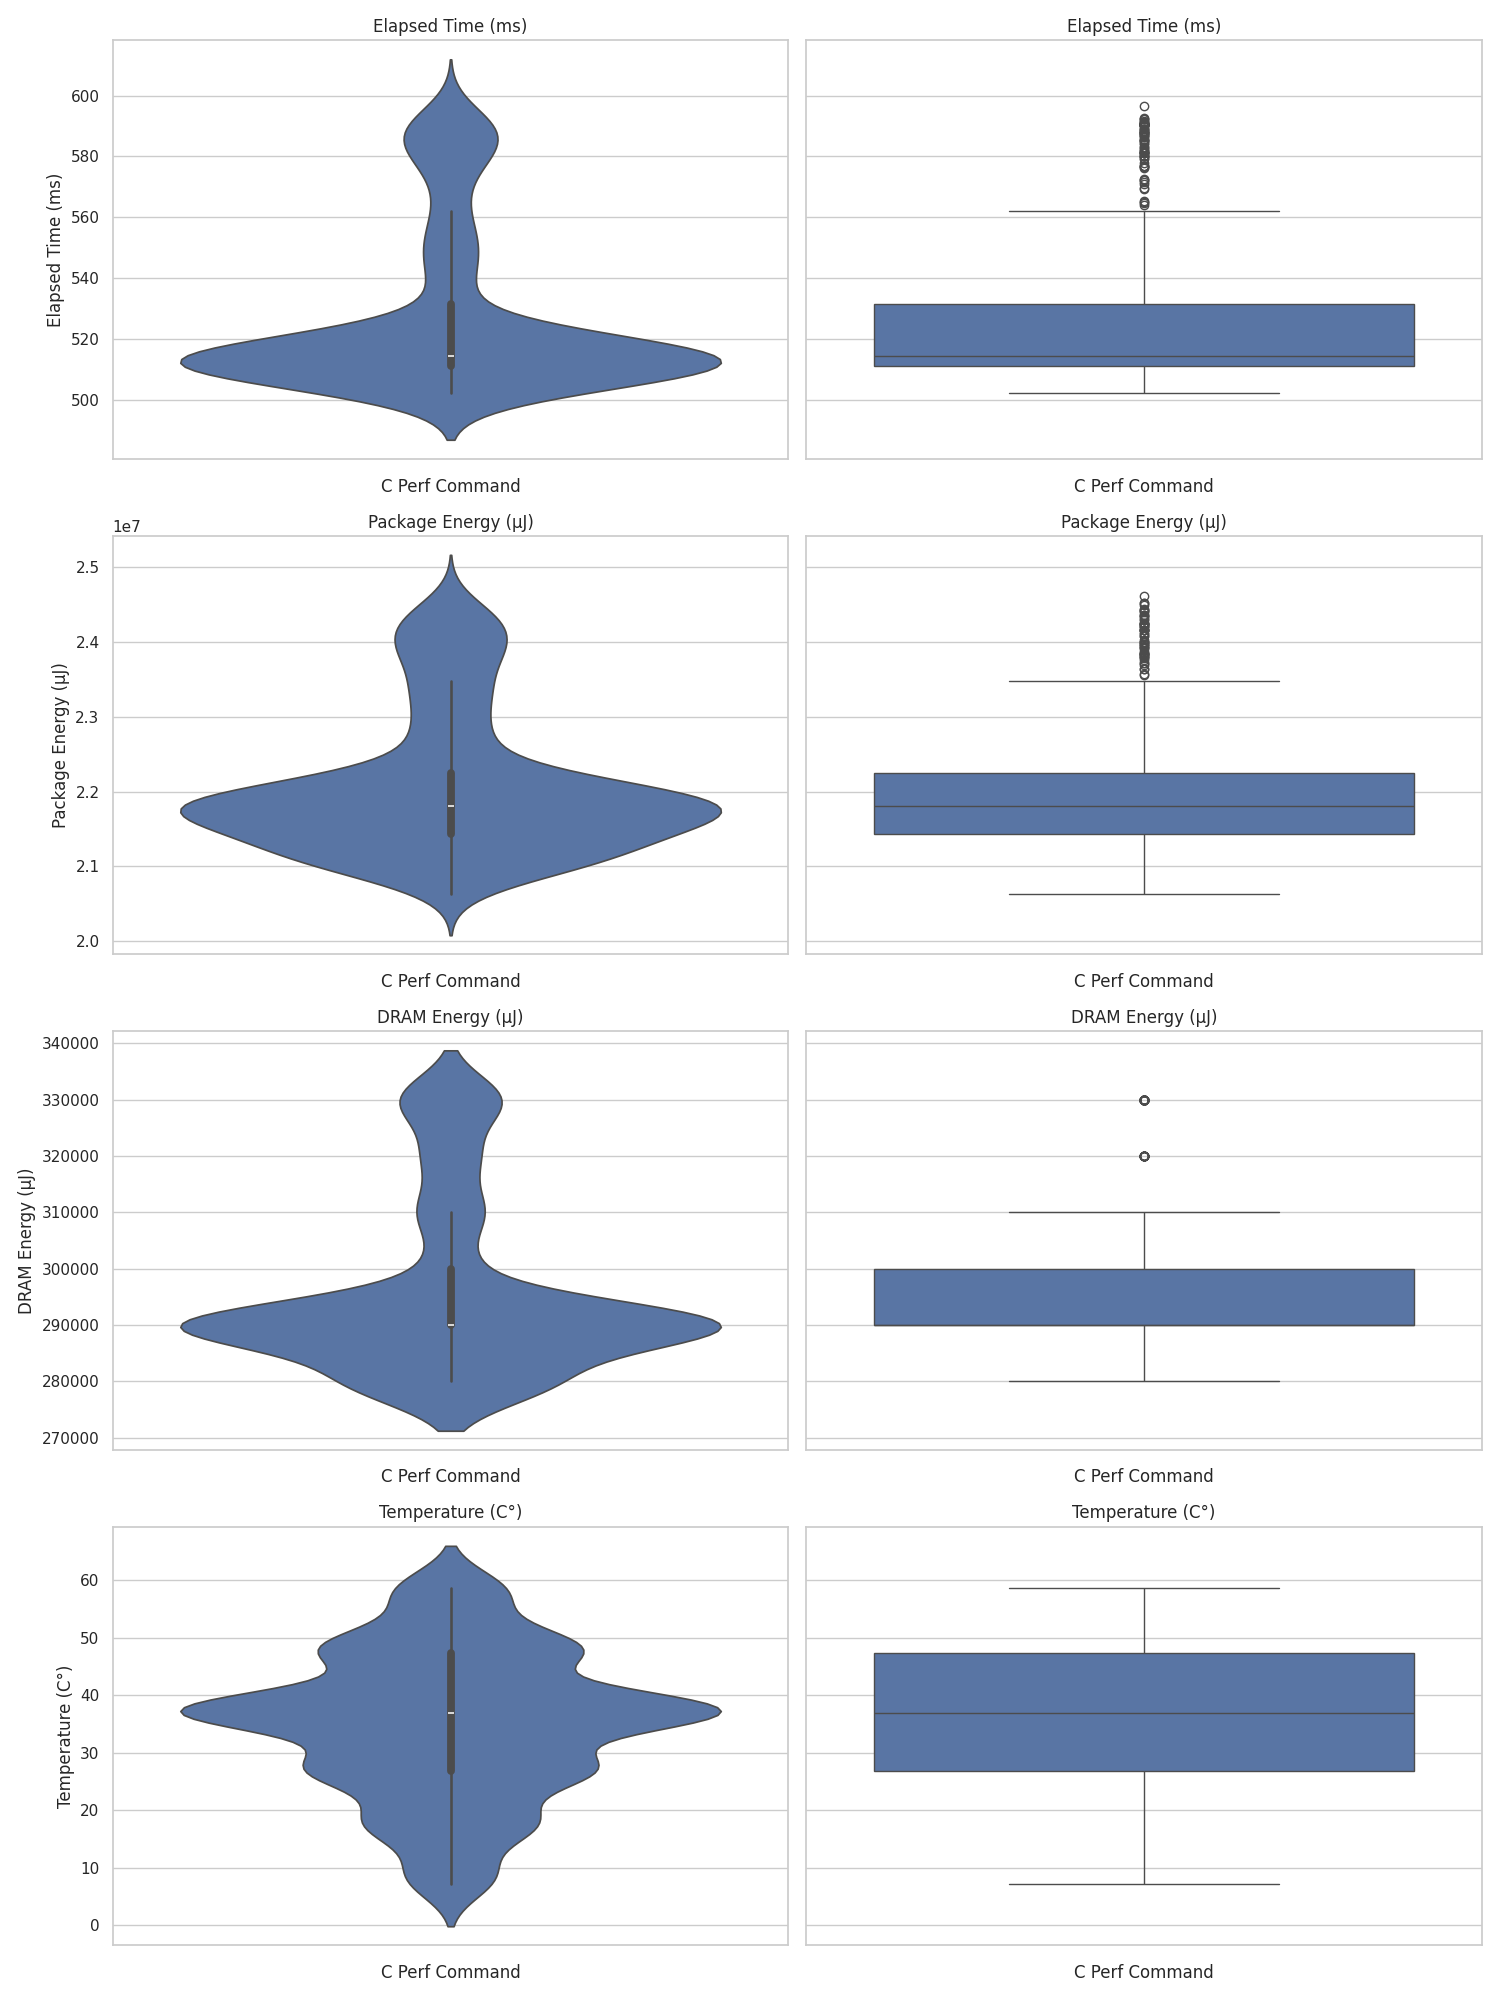 Elapsed Time (ms)
Elapsed Time (ms)
Elapsed Time (ms)
600
580
560
540
520
500
C Perf Command
C Perf Command
1e7
Package Energy (µJ)
Package Energy (µJ)
Package Energy (µJ)
2.5
2.4
2.3
2.2
2.1
2.0
C Perf Command
C Perf Command
DRAM Energy (µJ)
DRAM Energy (µJ)
DRAM Energy (µJ)
340000
330000
320000
310000
300000
290000
280000
270000
C Perf Command
C Perf Command
Temperature (C°)
Temperature (C°)
Temperature (C°)
60
50
40
30
20
10
0
C Perf Command
C Perf Command